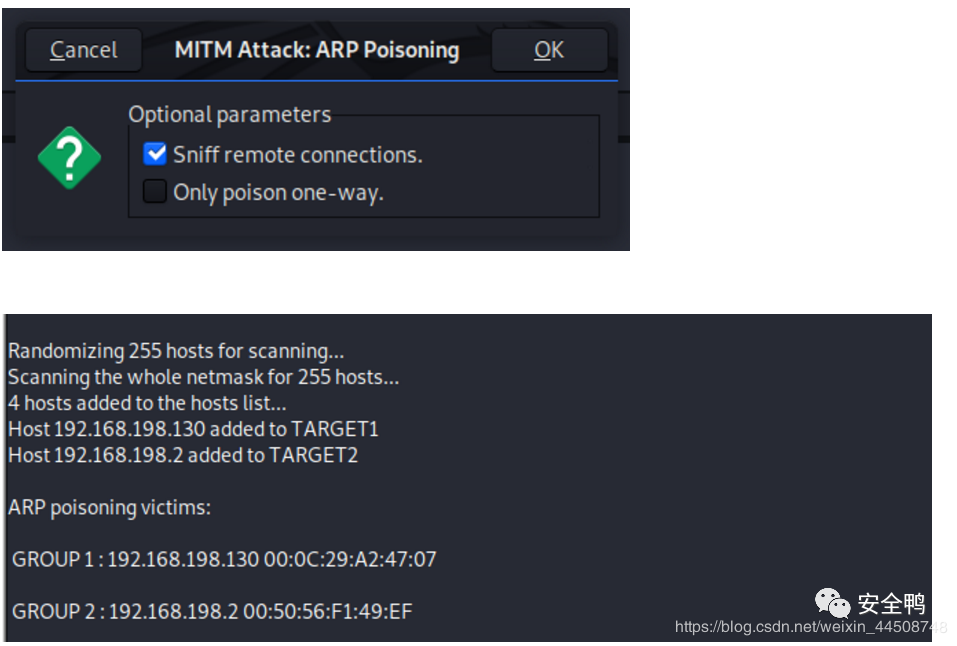 Cancel MITM Attack: ARP Poisoning OK
Optional parameters
Sniff remote connections.
Only poison one-way.
Randomizing 255 hosts for scanning...
Scanning the whole netmask for 255 hosts...
4 hosts added to the hosts list...
Host 192.168.198.130 added to TARGET1
Host 192.168.198.2 added to TARGET2
ARP poisoning victims:
GROUP 1 : 192.168.198.130 00:0C:29:A2:47:07
GROUP 2 : 192.168.198.2 00:50:56:F1:49:EF
安全鸭
https://blog.csdn.net/weixin_44508748